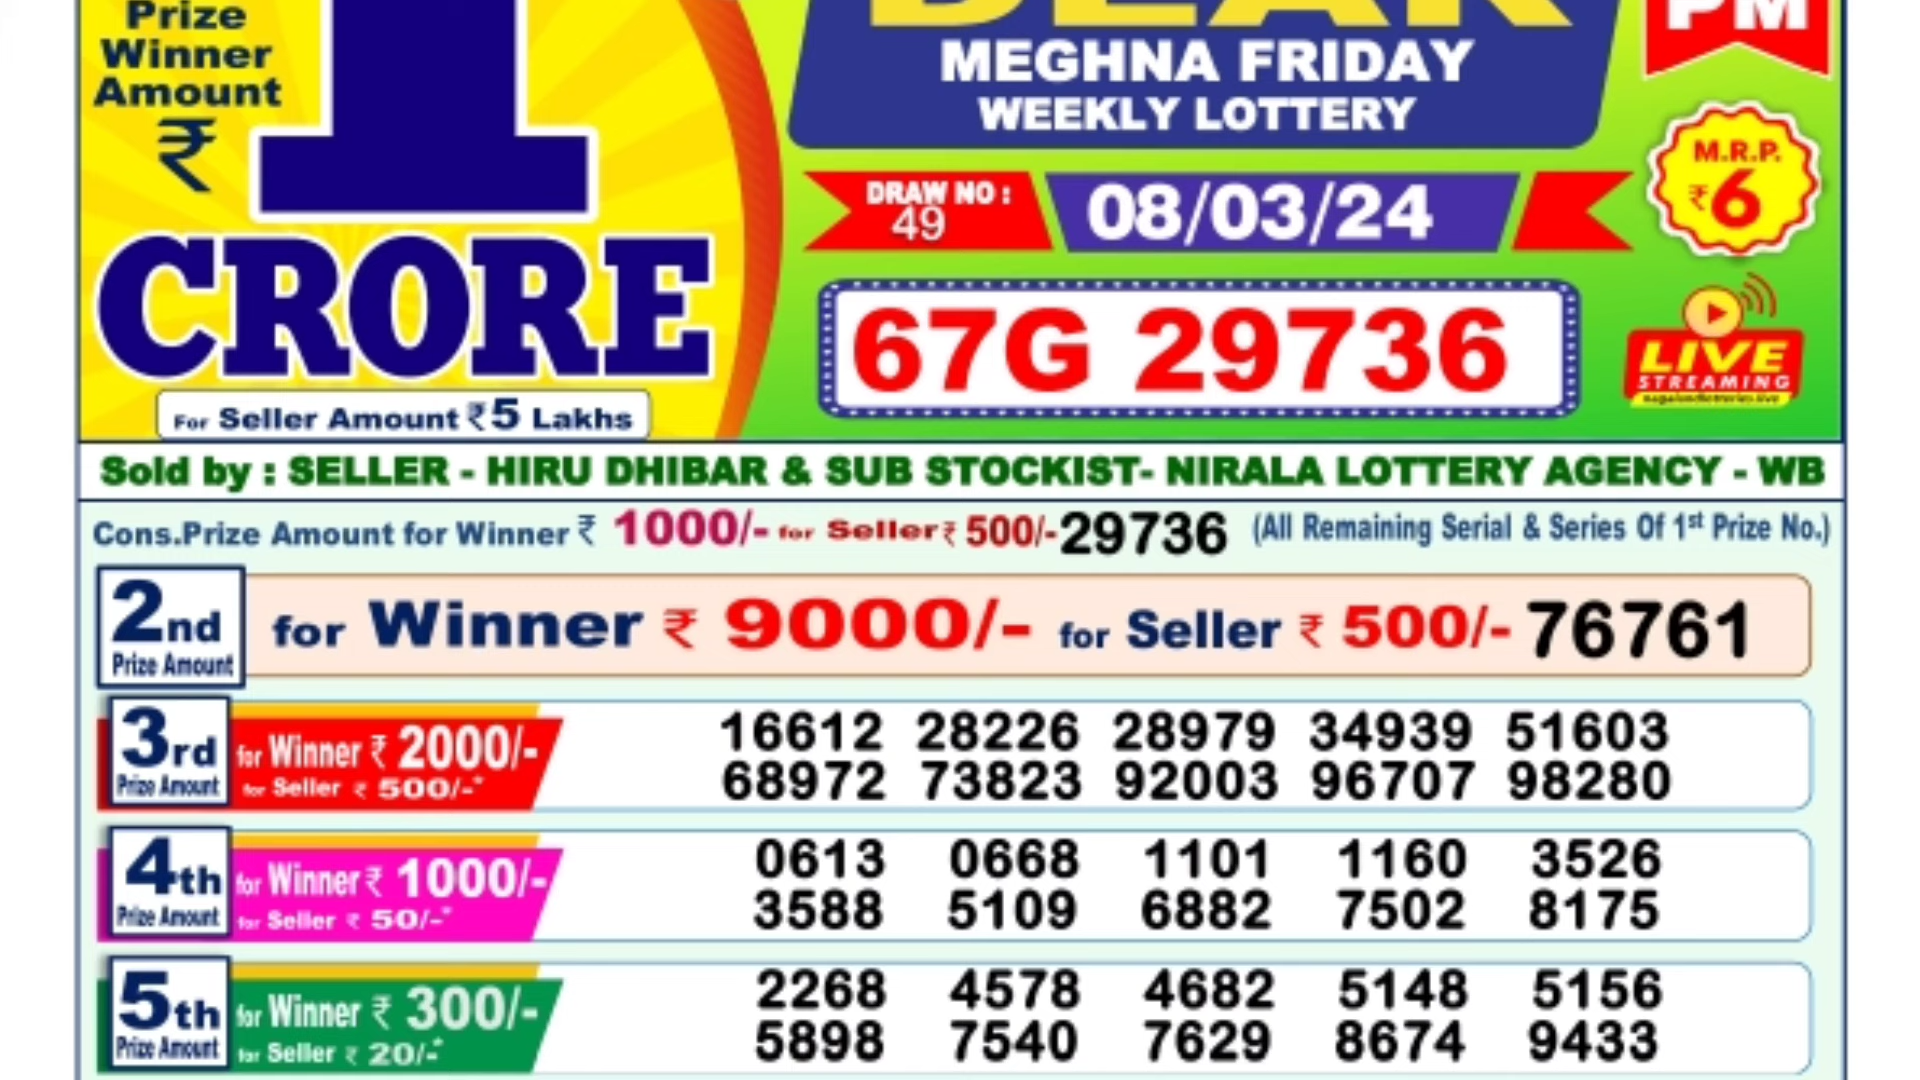 Prize
Winner
Amount
₹
1
CRORE
For Seller Amount ₹5 Lakhs
DEAR
MEGHNA FRIDAY
WEEKLY LOTTERY
PM
DRAW NO :
49
08/03/24
M.R.P.
₹6
67G 29736
LIVE
STREAMING
Sold by : SELLER - HIRU DHIBAR & SUB STOCKIST- NIRALA LOTTERY AGENCY - WB
Cons.Prize Amount for Winner ₹ 1000/- for Seller ₹ 500/- 29736 (All Remaining Serial & Series Of 1st Prize No.)
2nd
Prize Amount
for Winner ₹ 9000/- for Seller ₹ 500/- 76761
3rd
Prize Amount
for Winner ₹ 2000/-
for Seller ₹ 500/-*
16612 28226 28979 34939 51603
68972 73823 92003 96707 98280
4th
Prize Amount
for Winner ₹ 1000/-
for Seller ₹ 50/-*
0613 0668 1101 1160 3526
3588 5109 6882 7502 8175
5th
Prize Amount
for Winner ₹ 300/-
for Seller ₹ 20/-*
2268 4578 4682 5148 5156
5898 7540 7629 8674 9433